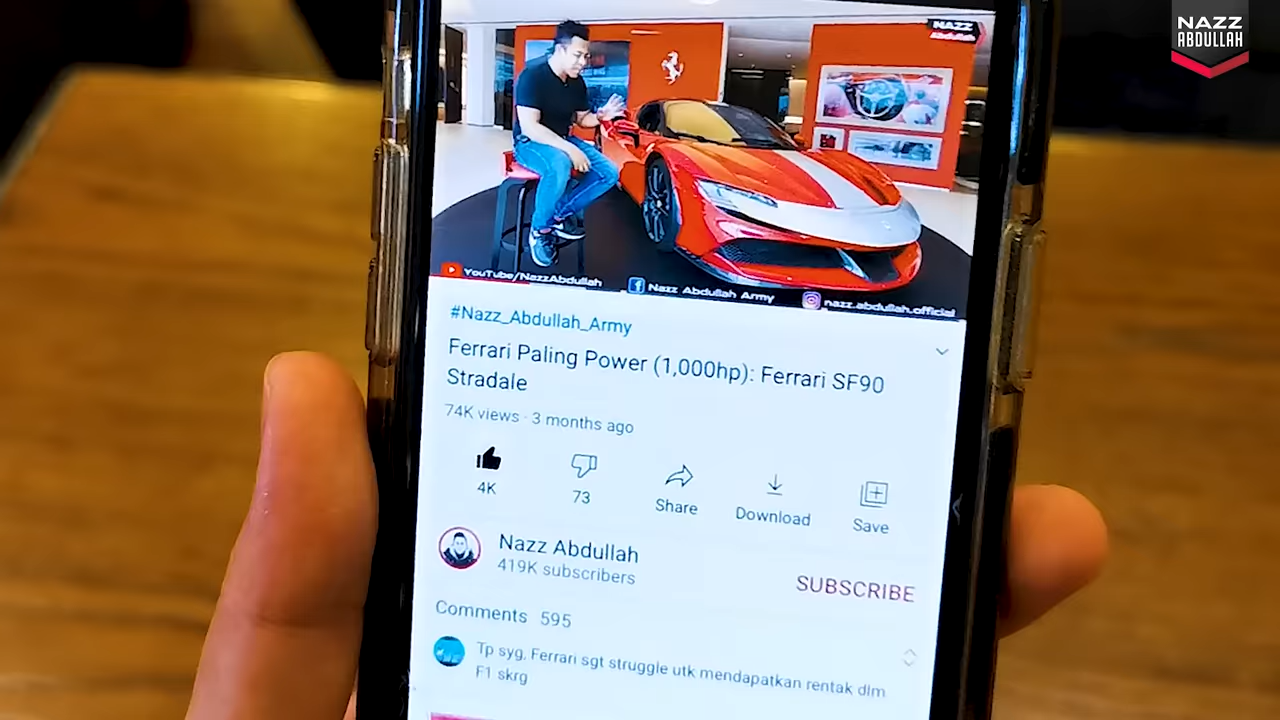 NAZZ
ABDULLAH
NAZZ
Abdullah
YouTube/NazzAbdullah
Nazz Abdullah Army
nazz.abdullah.official
#Nazz_Abdullah_Army
Ferrari Paling Power (1,000hp): Ferrari SF90
Stradale
74K views · 3 months ago
4K
73
Share
Download
Save
Nazz Abdullah
419K subscribers
SUBSCRIBE
Comments 595
Tp syg, Ferrari sgt struggle utk mendapatkan rentak dlm
F1 skrg